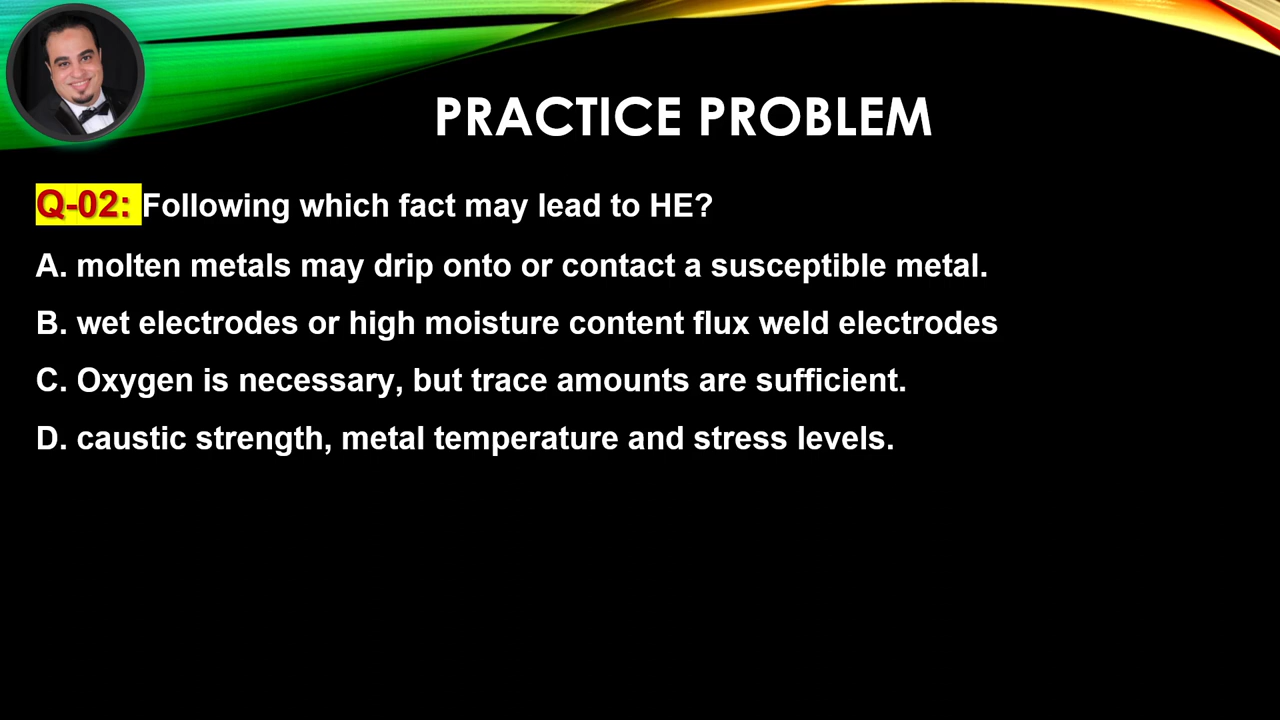 PRACTICE PROBLEM
Q-02: Following which fact may lead to HE?
A. molten metals may drip onto or contact a susceptible metal.
B. wet electrodes or high moisture content flux weld electrodes
C. Oxygen is necessary, but trace amounts are sufficient.
D. caustic strength, metal temperature and stress levels.